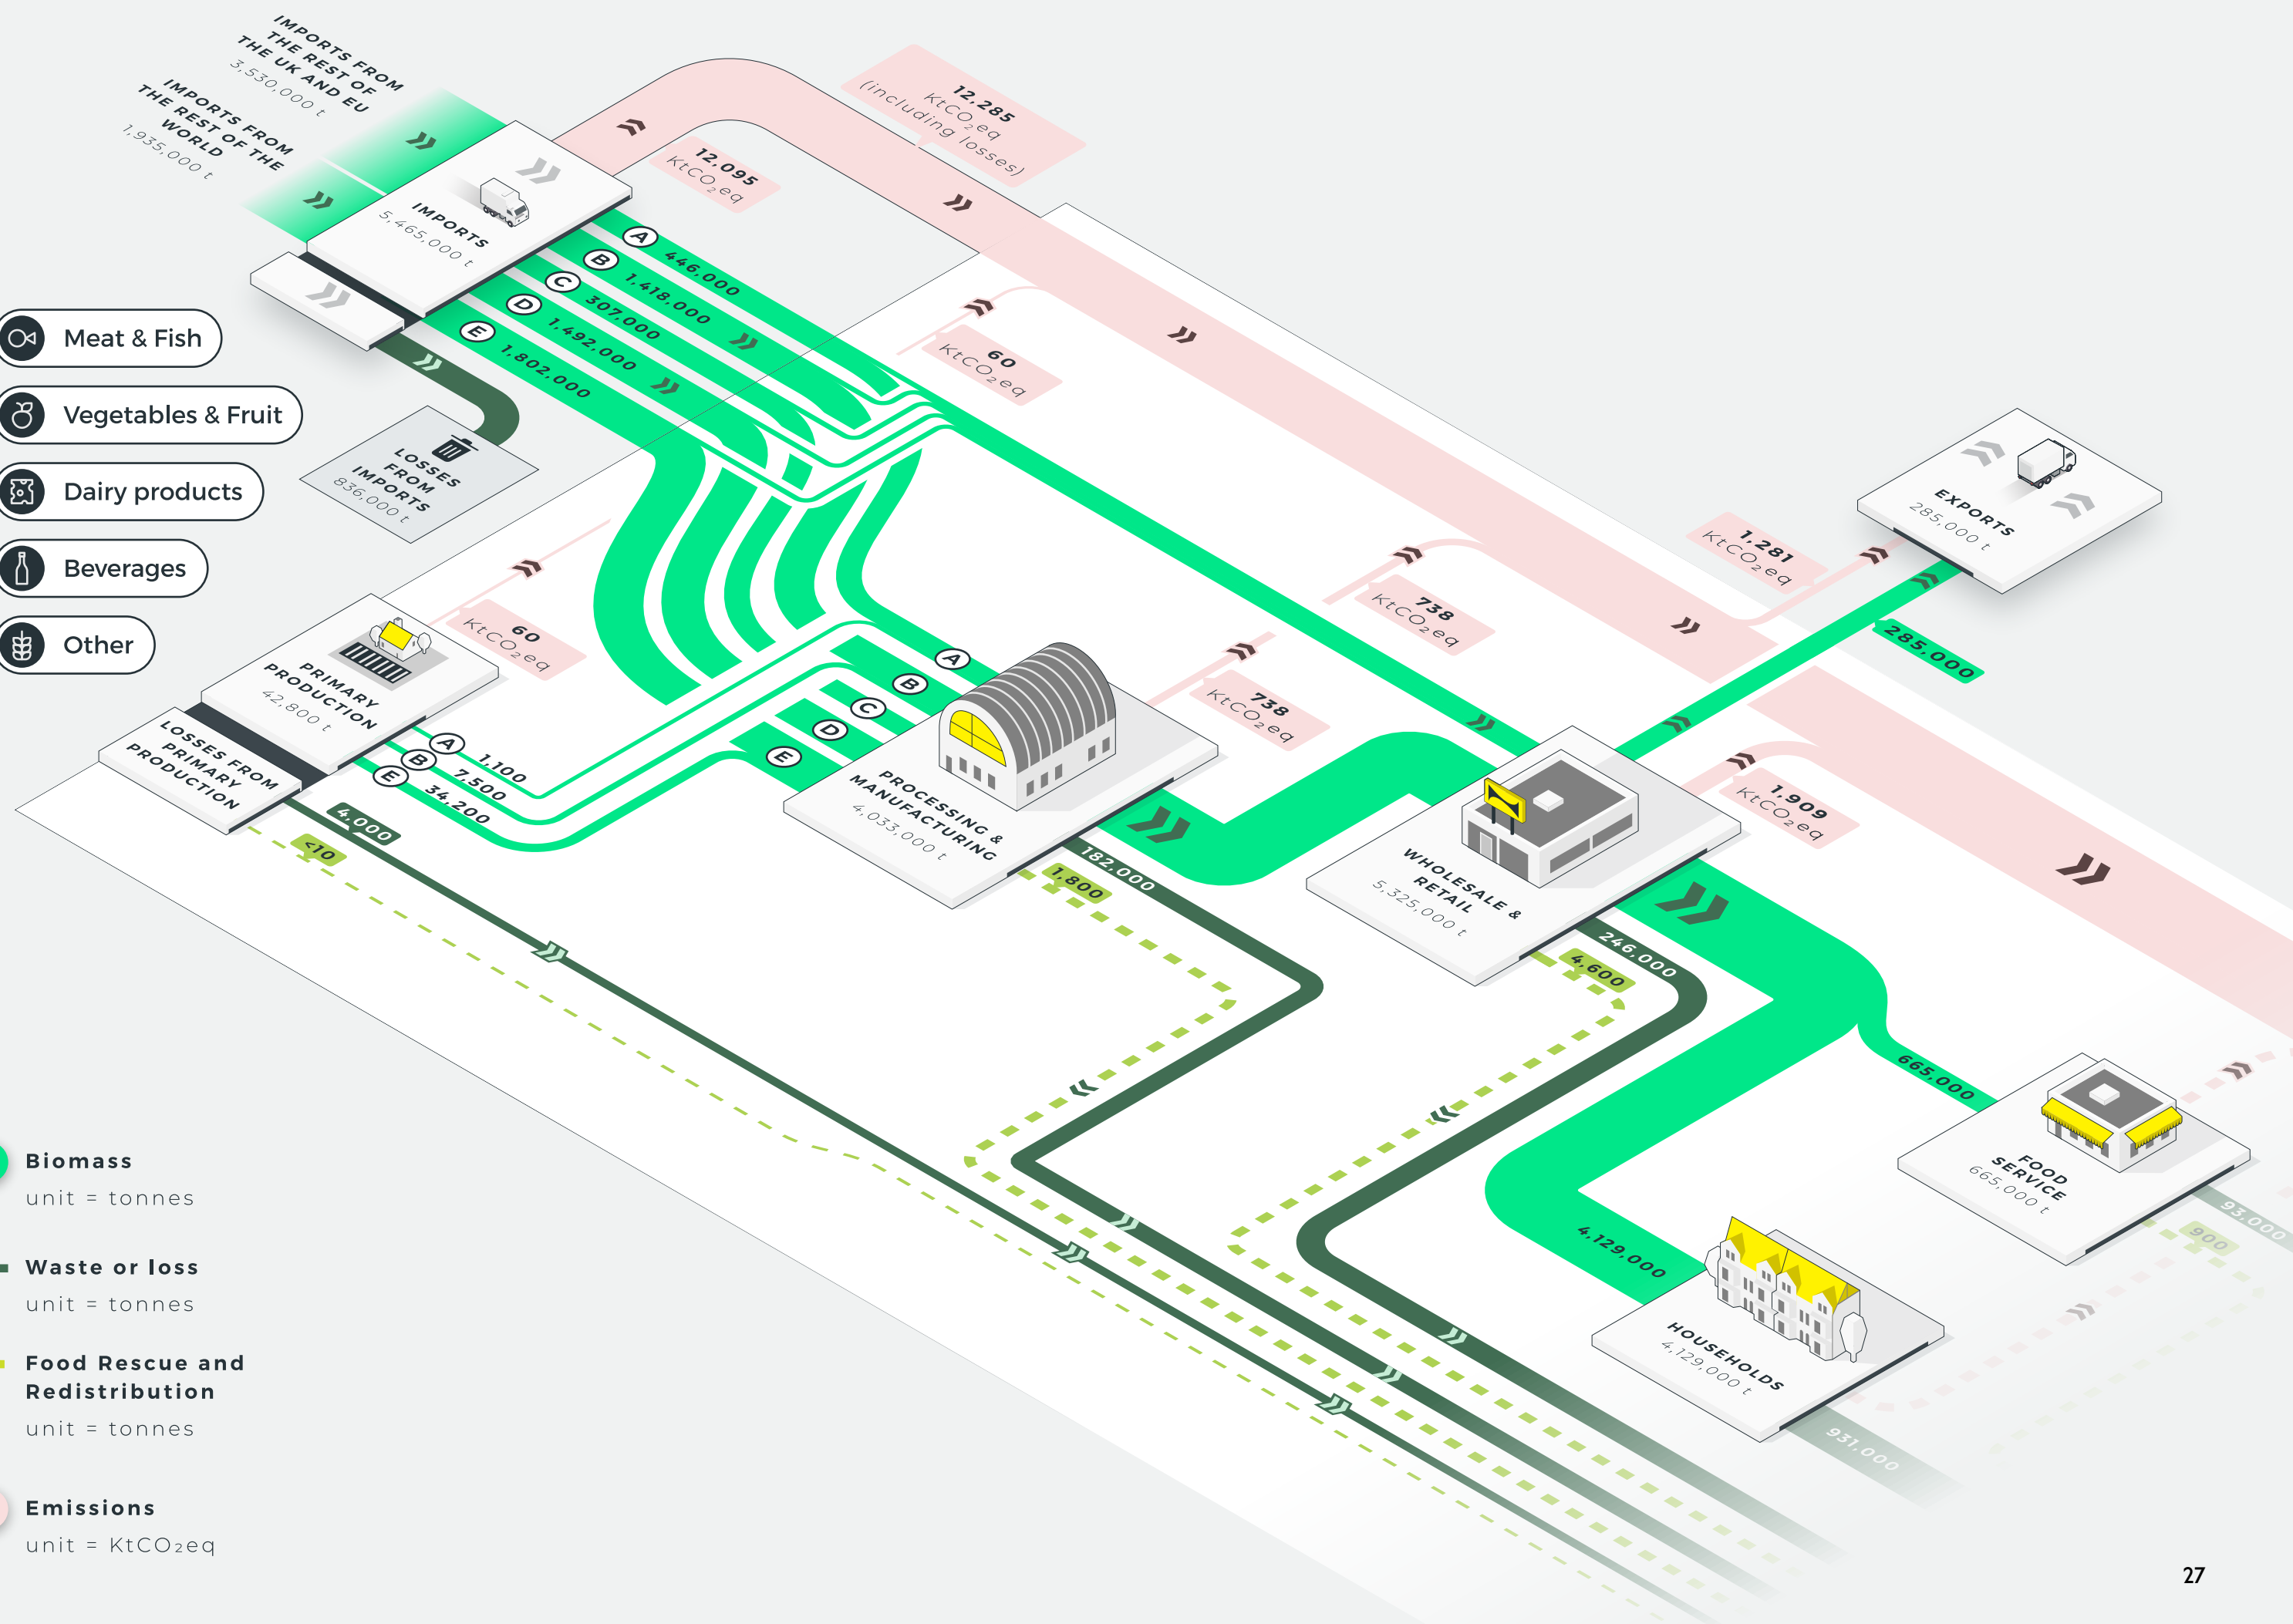 IMPORTS FROM
THE REST OF
THE UK AND EU
3,530,000 t
IMPORTS FROM
THE REST OF THE
WORLD
1,935,000 t
IMPORTS
5,465,000 t
12,095
KtCO₂eq
12,285
KtCO₂eq
(including losses)
A 446,000
B 1,418,000
C 307,000
D 1,492,000
E 1,802,000
LOSSES
FROM
IMPORTS
836,000 t
60
KtCO₂eq
Meat & Fish
Vegetables & Fruit
Dairy products
Beverages
Other
EXPORTS
285,000 t
1,281
KtCO₂eq
285,000
738
KtCO₂eq
738
KtCO₂eq
60
KtCO₂eq
PRIMARY
PRODUCTION
42,800 t
LOSSES FROM
PRIMARY
PRODUCTION
A 1,100
B 7,500
E 34,200
4,000
<10
A
B
C
D
E
PROCESSING &
MANUFACTURING
4,033,000 t
182,000
1,800
WHOLESALE &
RETAIL
5,325,000 t
1,909
KtCO₂eq
246,000
4,600
665,000
FOOD
SERVICE
665,000 t
93,000
900
4,129,000
HOUSEHOLDS
4,129,000 t
931,000
Biomass
unit = tonnes
Waste or loss
unit = tonnes
Food Rescue and
Redistribution
unit = tonnes
Emissions
unit = KtCO₂eq
27